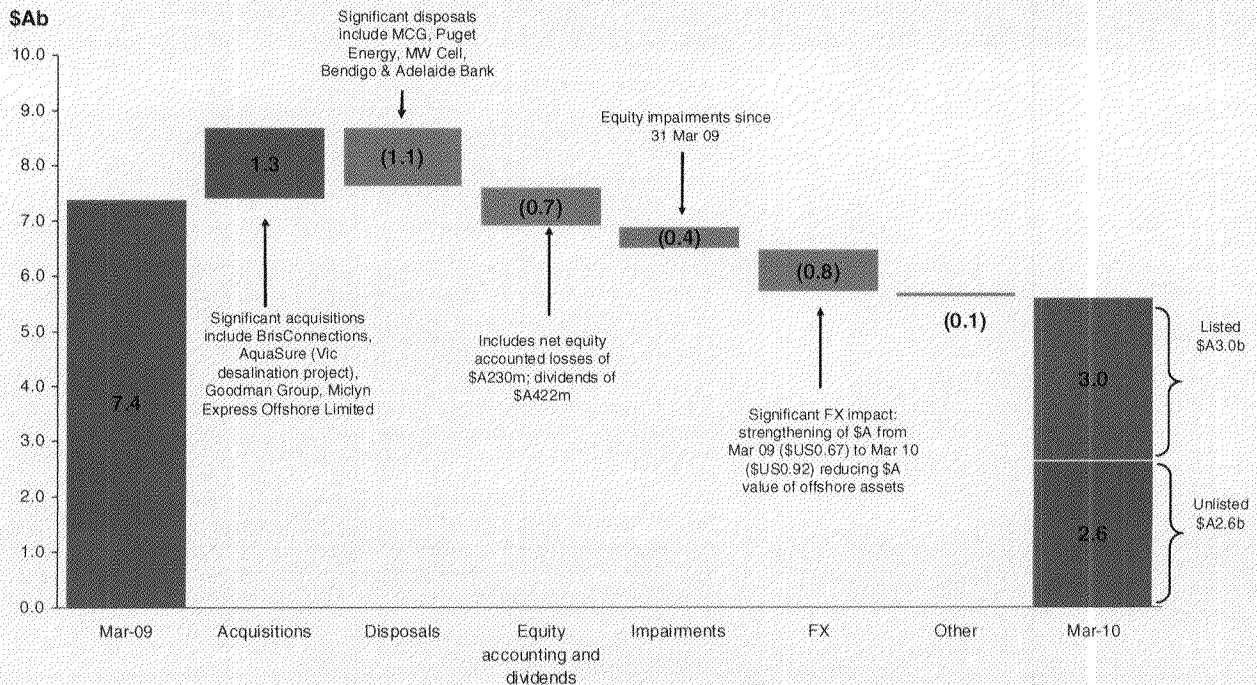 $Ab
10.0
9.0
8.0
7.0
6.0
5.0
4.0
3.0
2.0
1.0
0.0
Significant disposals
include MCG, Puget
Energy, MW Cell,
Bendigo & Adelaide Bank
Equity impairments since
31 Mar 09
7.4
1.3
(1.1)
(0.7)
(0.4)
(0.8)
(0.1)
3.0
2.6
Significant acquisitions
include BrisConnections,
AquaSure (Vic
desalination project),
Goodman Group, Miclyn
Express Offshore Limited
Includes net equity
accounted losses of
$A230m; dividends of
$A422m
Significant FX impact:
strengthening of $A from
Mar 09 ($US0.67) to Mar 10
($US0.92) reducing $A
value of offshore assets
Listed
$A3.0b
Unlisted
$A2.6b
Mar-09
Acquisitions
Disposals
Equity
accounting and
dividends
Impairments
FX
Other
Mar-10